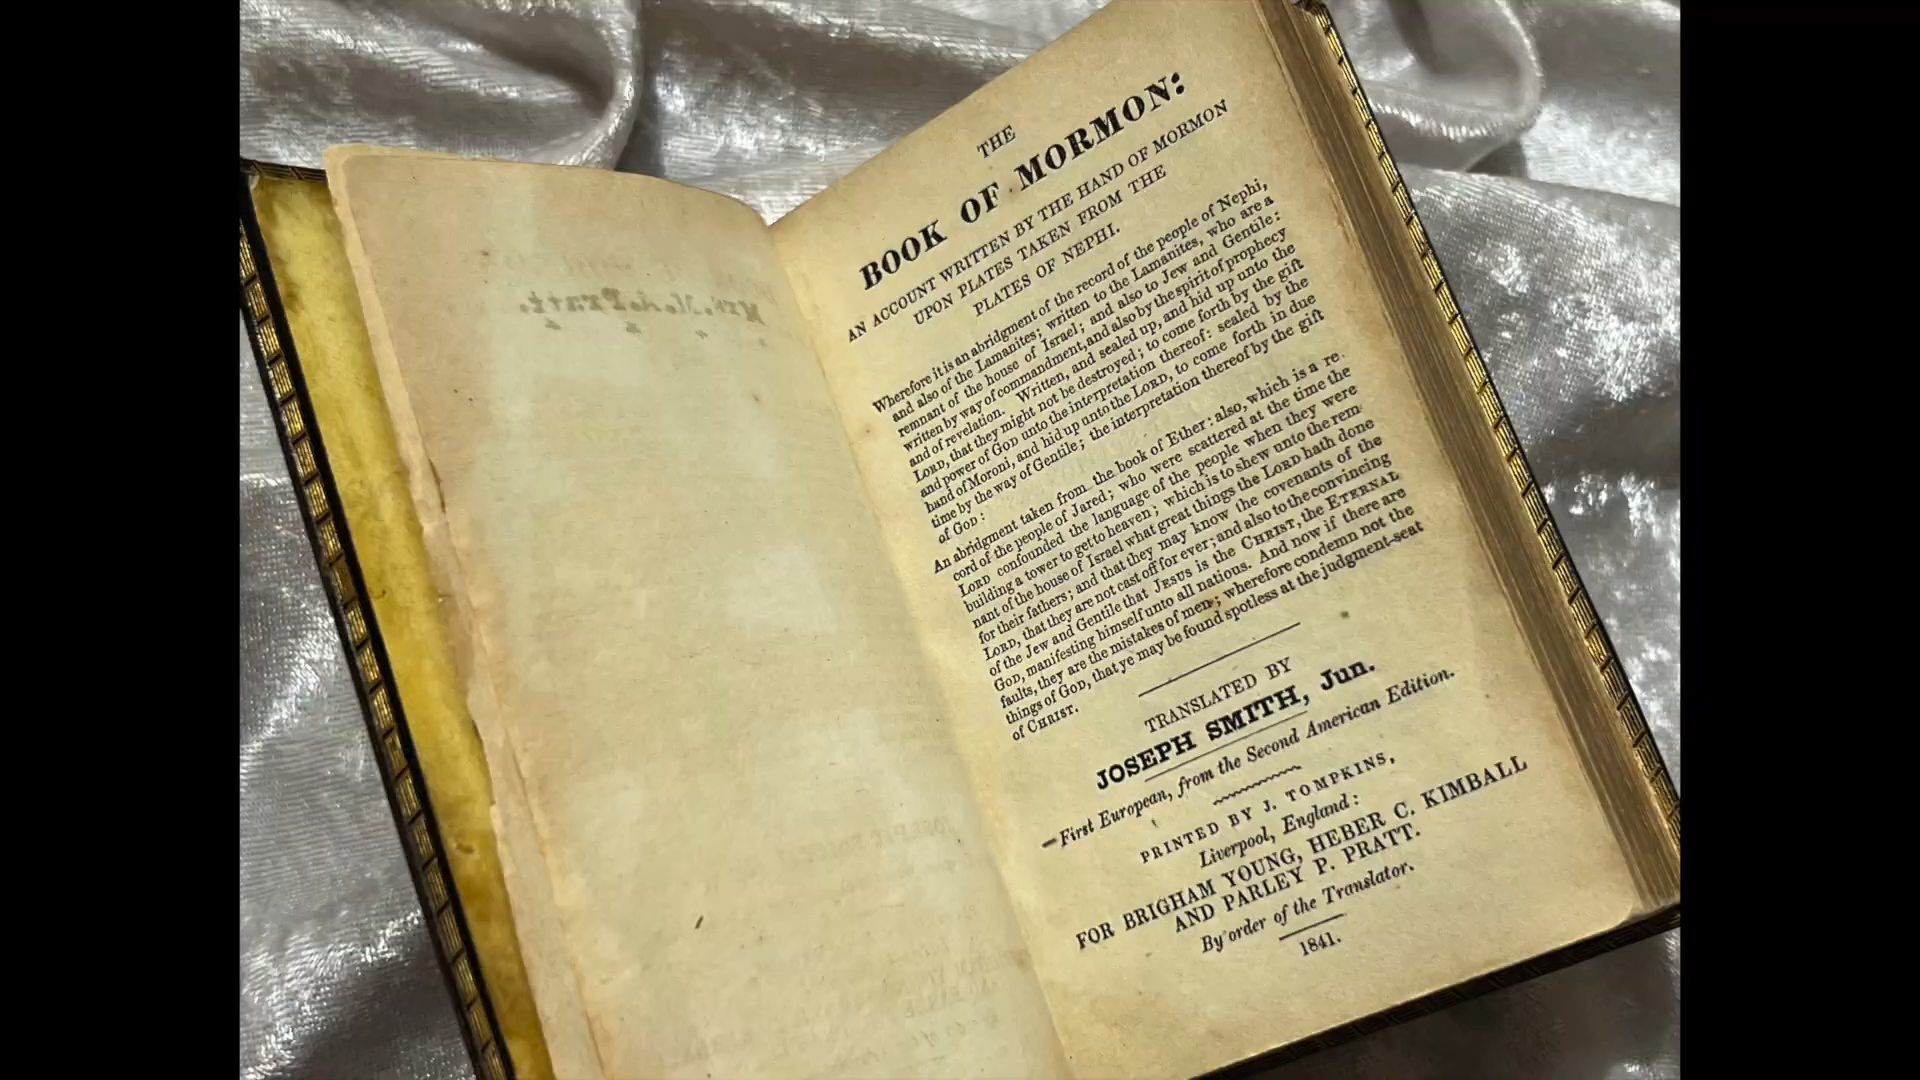 THE
BOOK OF MORMON:
AN ACCOUNT WRITTEN BY THE HAND OF MORMON
UPON PLATES TAKEN FROM THE
PLATES OF NEPHI.
Wherefore it is an abridgment of the record of the people of Nephi,
and also of the Lamanites; written to the Lamanites, who are a
remnant of the house of Israel; and also to Jew and Gentile:
written by way of commandment, and also by the spirit of prophecy
and of revelation. Written, and sealed up, and hid up unto the
LORD, that they might not be destroyed; to come forth by the gift
and power of GOD unto the interpretation thereof: sealed by the
hand of Moroni, and hid up unto the LORD, to come forth in due
time by the way of Gentile; the interpretation thereof by the gift
of GOD:
An abridgment taken from the book of Ether: also, which is a re
cord of the people of Jared; who were scattered at the time the
LORD confounded the language of the people when they were
building a tower to get to heaven; which is to shew unto the rem
nant of the house of Israel what great things the LORD hath done
for their fathers; and that they may know the covenants of the
LORD, that they are not cast off for ever; and also to the convincing
of the Jew and Gentile that JESUS is the CHRIST, the ETERNAL
GOD, manifesting himself unto all nations. And now if there are
faults, they are the mistakes of men; wherefore condemn not the
things of GOD, that ye may be found spotless at the judgment-seat
of CHRIST.
TRANSLATED BY
JOSEPH SMITH, Jun.
First European, from the Second American Edition.
PRINTED BY J. TOMPKINS,
Liverpool, England:
FOR BRIGHAM YOUNG, HEBER C. KIMBALL
AND PARLEY P. PRATT.
By order of the Translator.
1841.